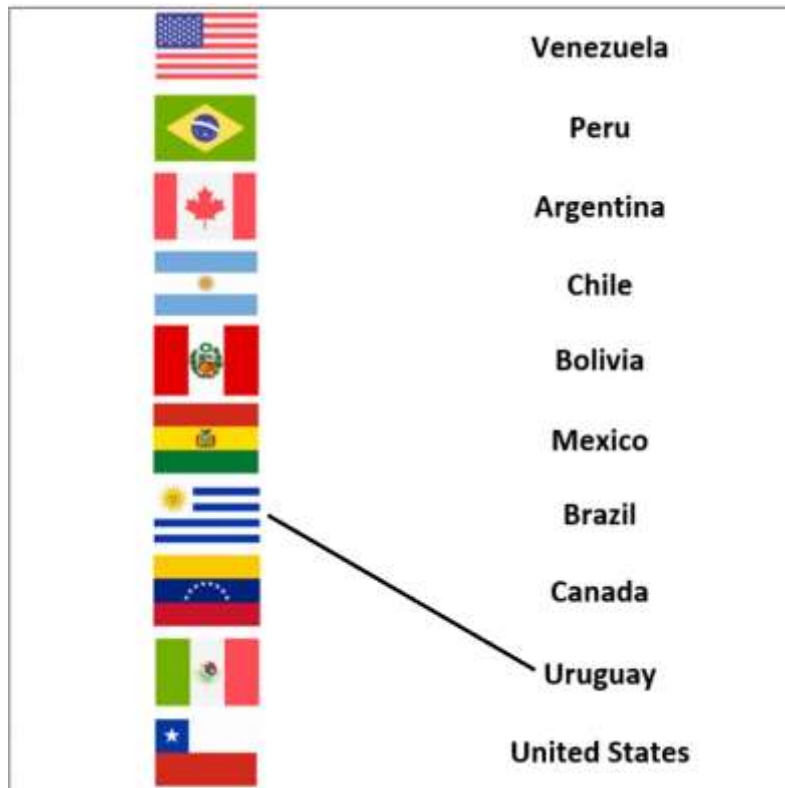 Venezuela
Peru
Argentina
Chile
Bolivia
Mexico
Brazil
Canada
Uruguay
United States